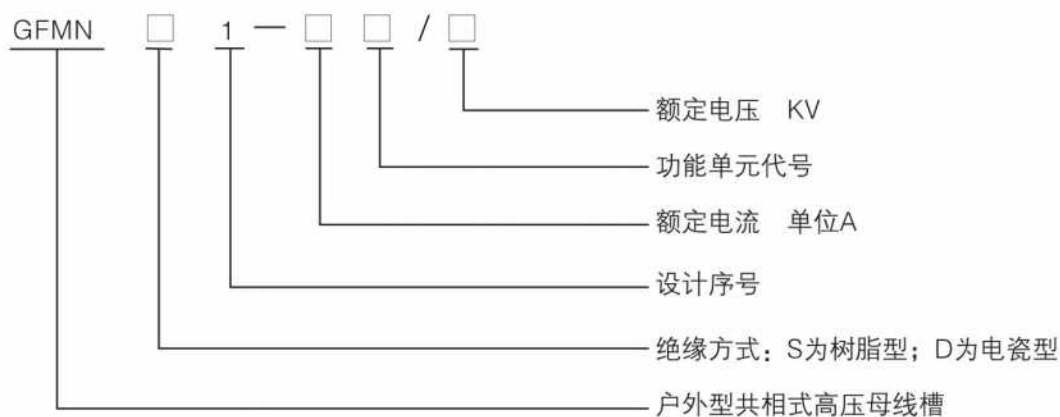 GFMN □ 1 — □ □ / □
额定电压 KV
功能单元代号
额定电流 单位A
设计序号
绝缘方式：S为树脂型；D为电瓷型
户外型共相式高压母线槽